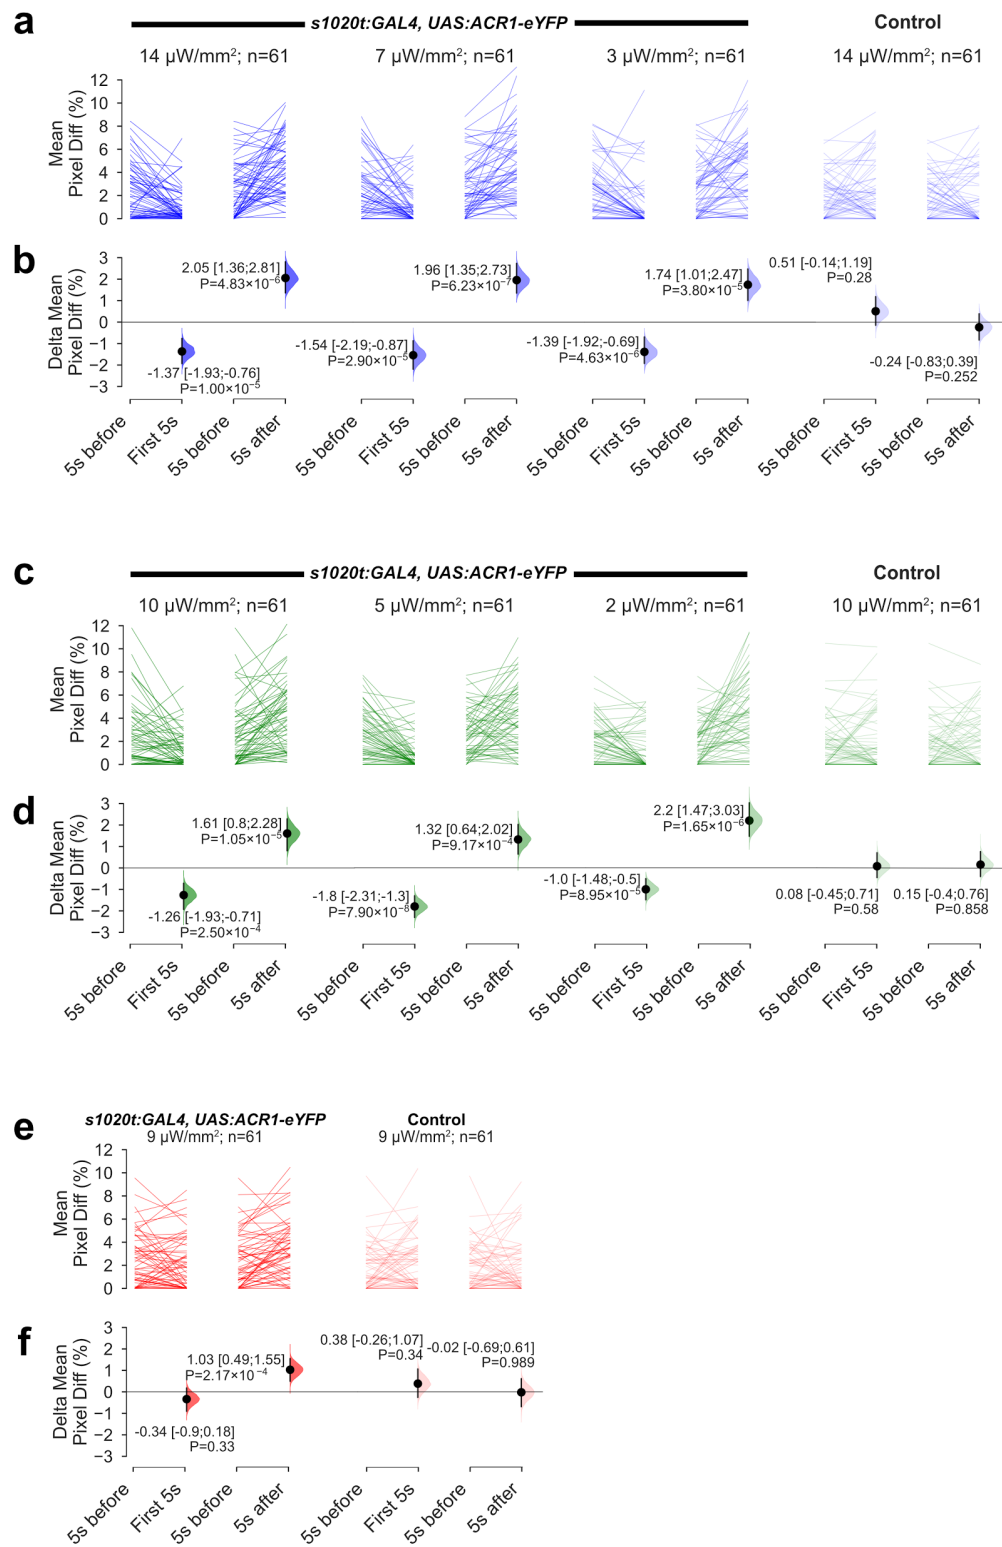 a
s1020t:GAL4, UAS:ACR1-eYFP
Control
14 µW/mm²; n=61
7 µW/mm²; n=61
3 µW/mm²; n=61
14 µW/mm²; n=61
Mean
Pixel Diff (%)
12
10
8
6
4
2
0
b
Delta Mean
Pixel Diff (%)
3
2
1
0
−1
−2
−3
-1.37 [-1.93;-0.76]
P=1.00×10⁻⁵
2.05 [1.36;2.81]
P=4.83×10⁻⁶
-1.54 [-2.19;-0.87]
P=2.90×10⁻⁵
1.96 [1.35;2.73]
P=6.23×10⁻⁷
-1.39 [-1.92;-0.69]
P=4.63×10⁻⁶
1.74 [1.01;2.47]
P=3.80×10⁻⁵
0.51 [-0.14;1.19]
P=0.28
-0.24 [-0.83;0.39]
P=0.252
5s before
First 5s
5s before
5s after
5s before
First 5s
5s before
5s after
5s before
First 5s
5s before
5s after
5s before
First 5s
5s before
5s after
c
s1020t:GAL4, UAS:ACR1-eYFP
Control
10 µW/mm²; n=61
5 µW/mm²; n=61
2 µW/mm²; n=61
10 µW/mm²; n=61
Mean
Pixel Diff (%)
12
10
8
6
4
2
0
d
Delta Mean
Pixel Diff (%)
3
2
1
0
−1
−2
−3
-1.26 [-1.93;-0.71]
P=2.50×10⁻⁴
1.61 [0.8;2.28]
P=1.05×10⁻⁵
-1.8 [-2.31;-1.3]
P=7.90×10⁻⁸
1.32 [0.64;2.02]
P=9.17×10⁻⁴
-1.0 [-1.48;-0.5]
P=8.95×10⁻⁵
2.2 [1.47;3.03]
P=1.65×10⁻⁶
0.08 [-0.45;0.71]
P=0.58
0.15 [-0.4;0.76]
P=0.858
5s before
First 5s
5s before
5s after
5s before
First 5s
5s before
5s after
5s before
First 5s
5s before
5s after
5s before
First 5s
5s before
5s after
e
s1020t:GAL4, UAS:ACR1-eYFP
Control
9 µW/mm²; n=61
9 µW/mm²; n=61
Mean
Pixel Diff (%)
12
10
8
6
4
2
0
f
Delta Mean
Pixel Diff (%)
3
2
1
0
−1
−2
−3
-0.34 [-0.9;0.18]
P=0.33
1.03 [0.49;1.55]
P=2.17×10⁻⁴
0.38 [-0.26;1.07]
P=0.34
-0.02 [-0.69;0.61]
P=0.989
5s before
First 5s
5s before
5s after
5s before
First 5s
5s before
5s after